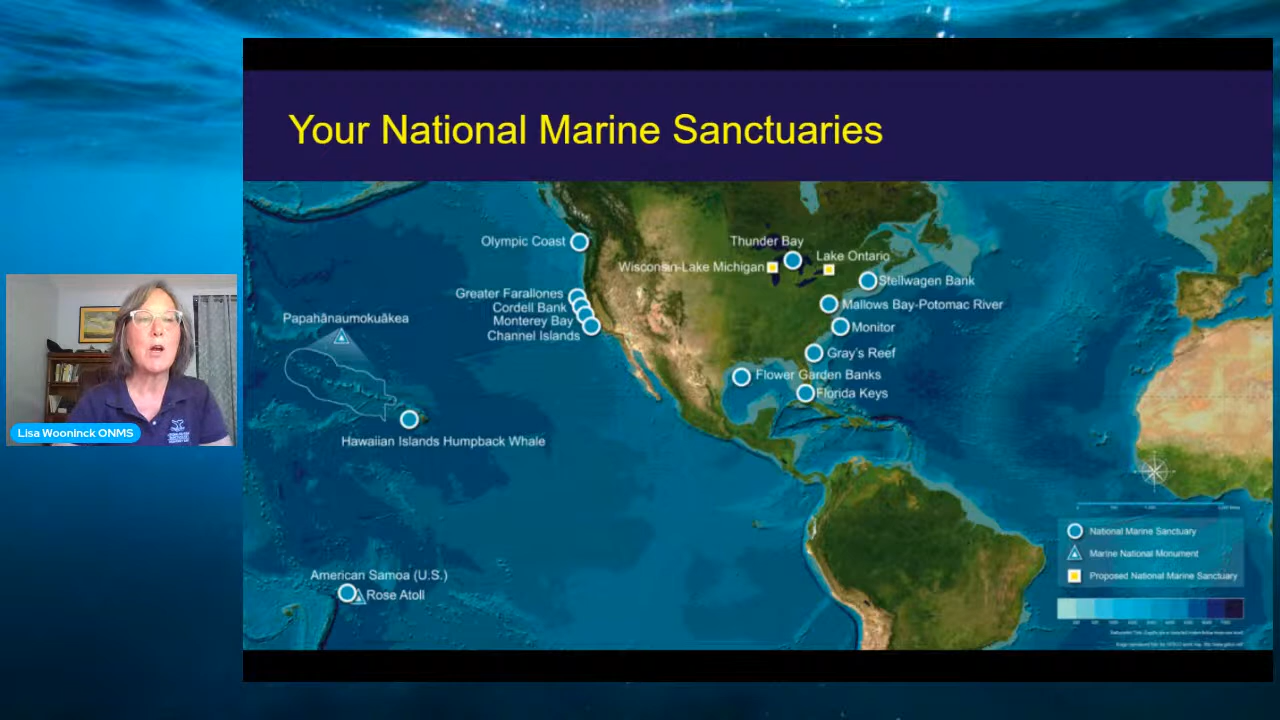 Your National Marine Sanctuaries
Olympic Coast
Thunder Bay
Lake Ontario
Wisconsin-Lake Michigan
Stellwagen Bank
Greater Farallones
Cordell Bank
Monterey Bay
Channel Islands
Mallows Bay-Potomac River
Monitor
Papahānaumokuākea
Gray's Reef
Flower Garden Banks
Florida Keys
Hawaiian Islands Humpback Whale
Lisa Wooninck ONMS
National Marine Sanctuary
Marine National Monument
Proposed National Marine Sanctuary
American Samoa (U.S.)
Rose Atoll